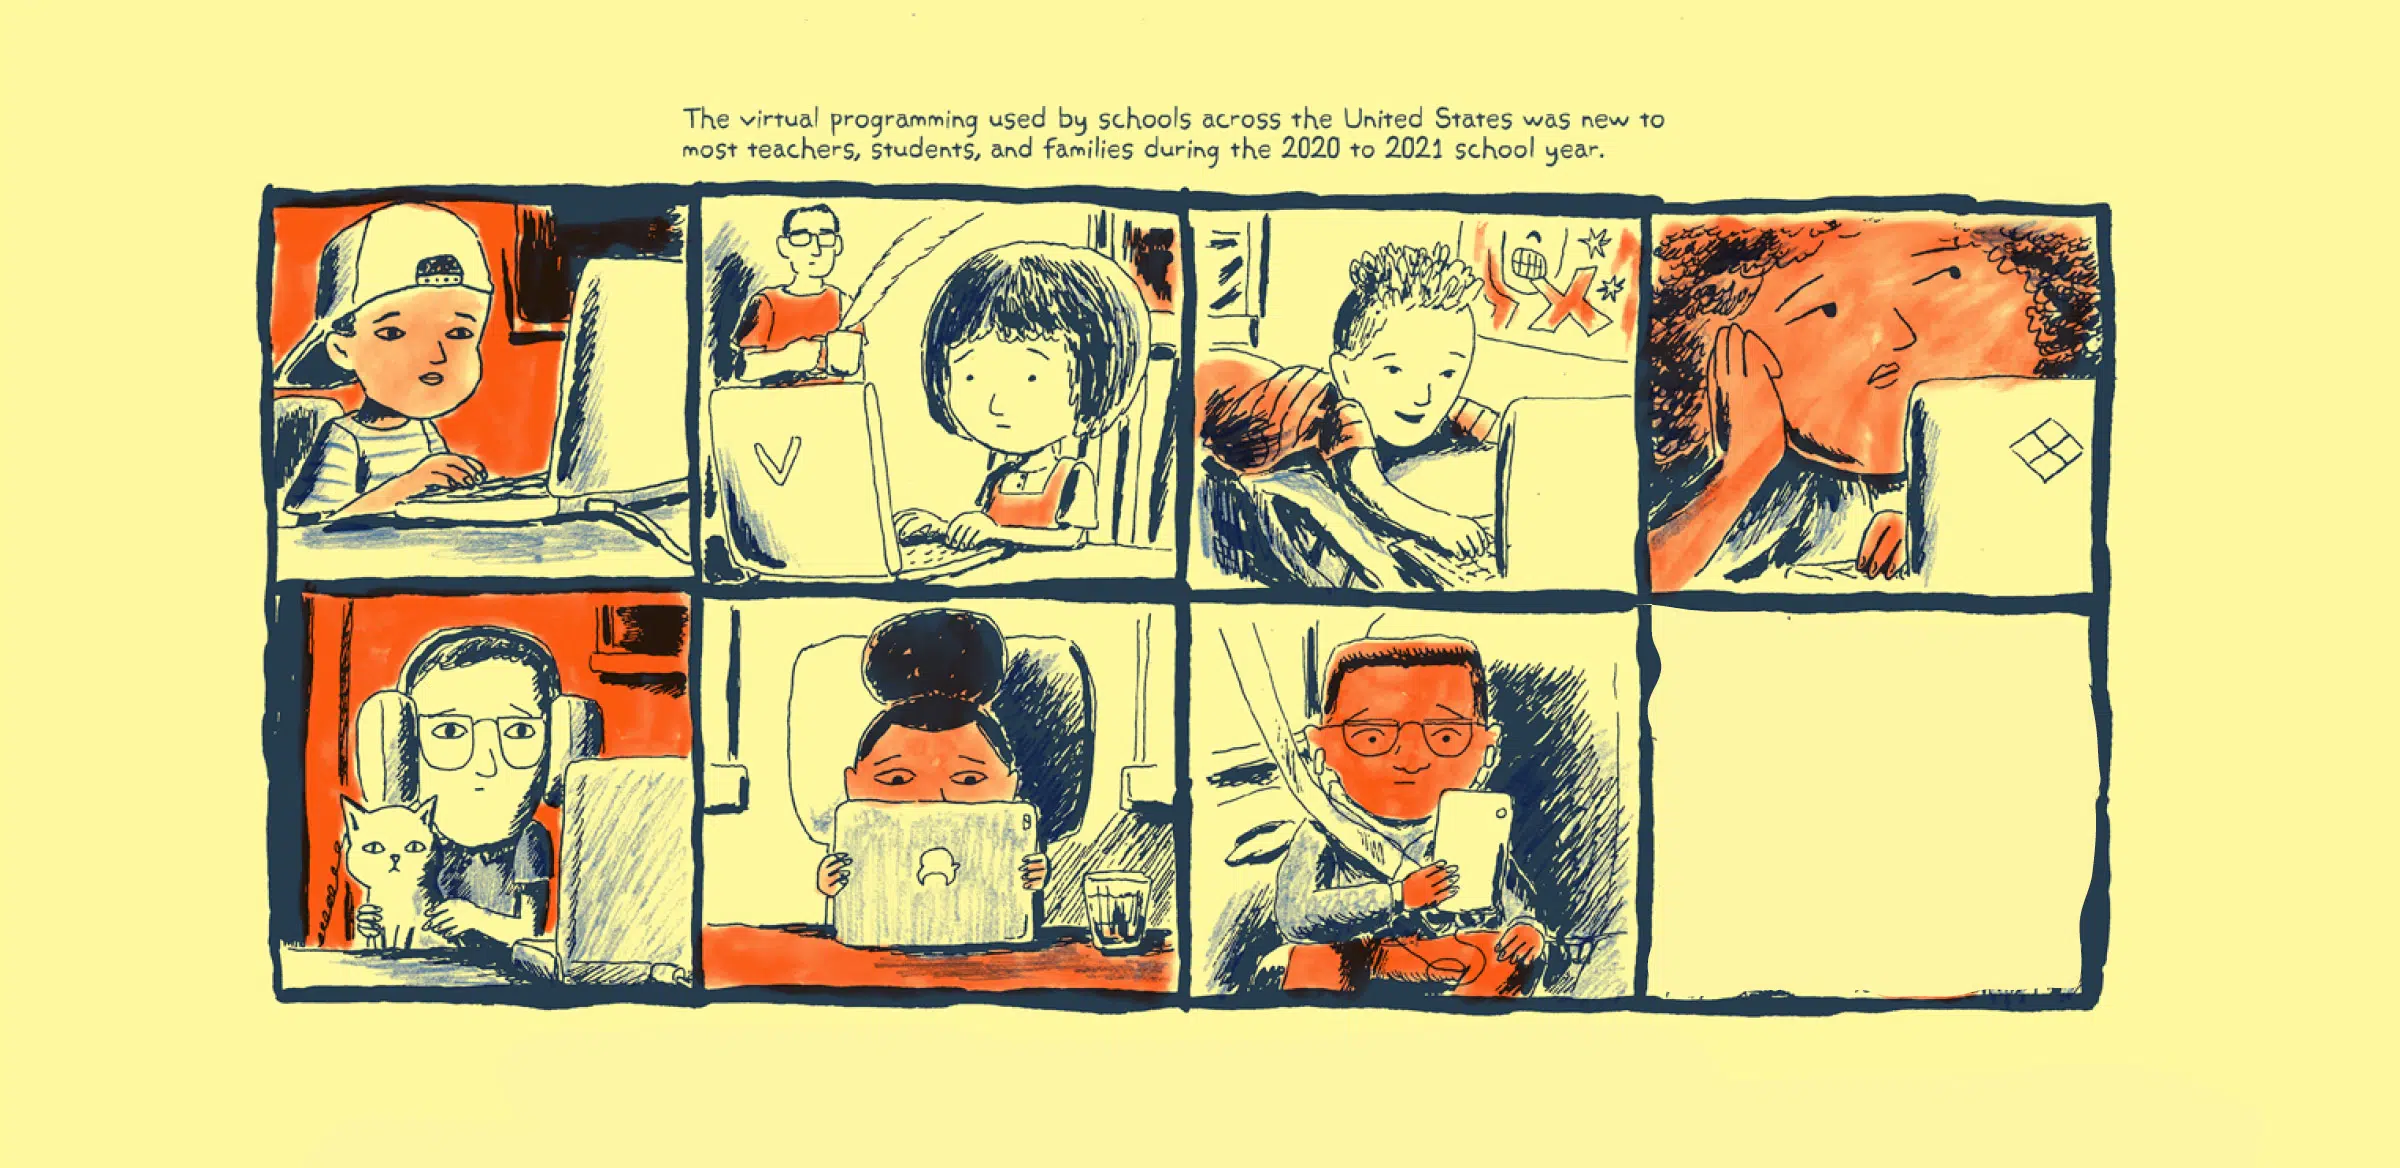 The virtual programming used by schools across the United States was new to
most teachers, students, and families during the 2020 to 2021 school year.
V